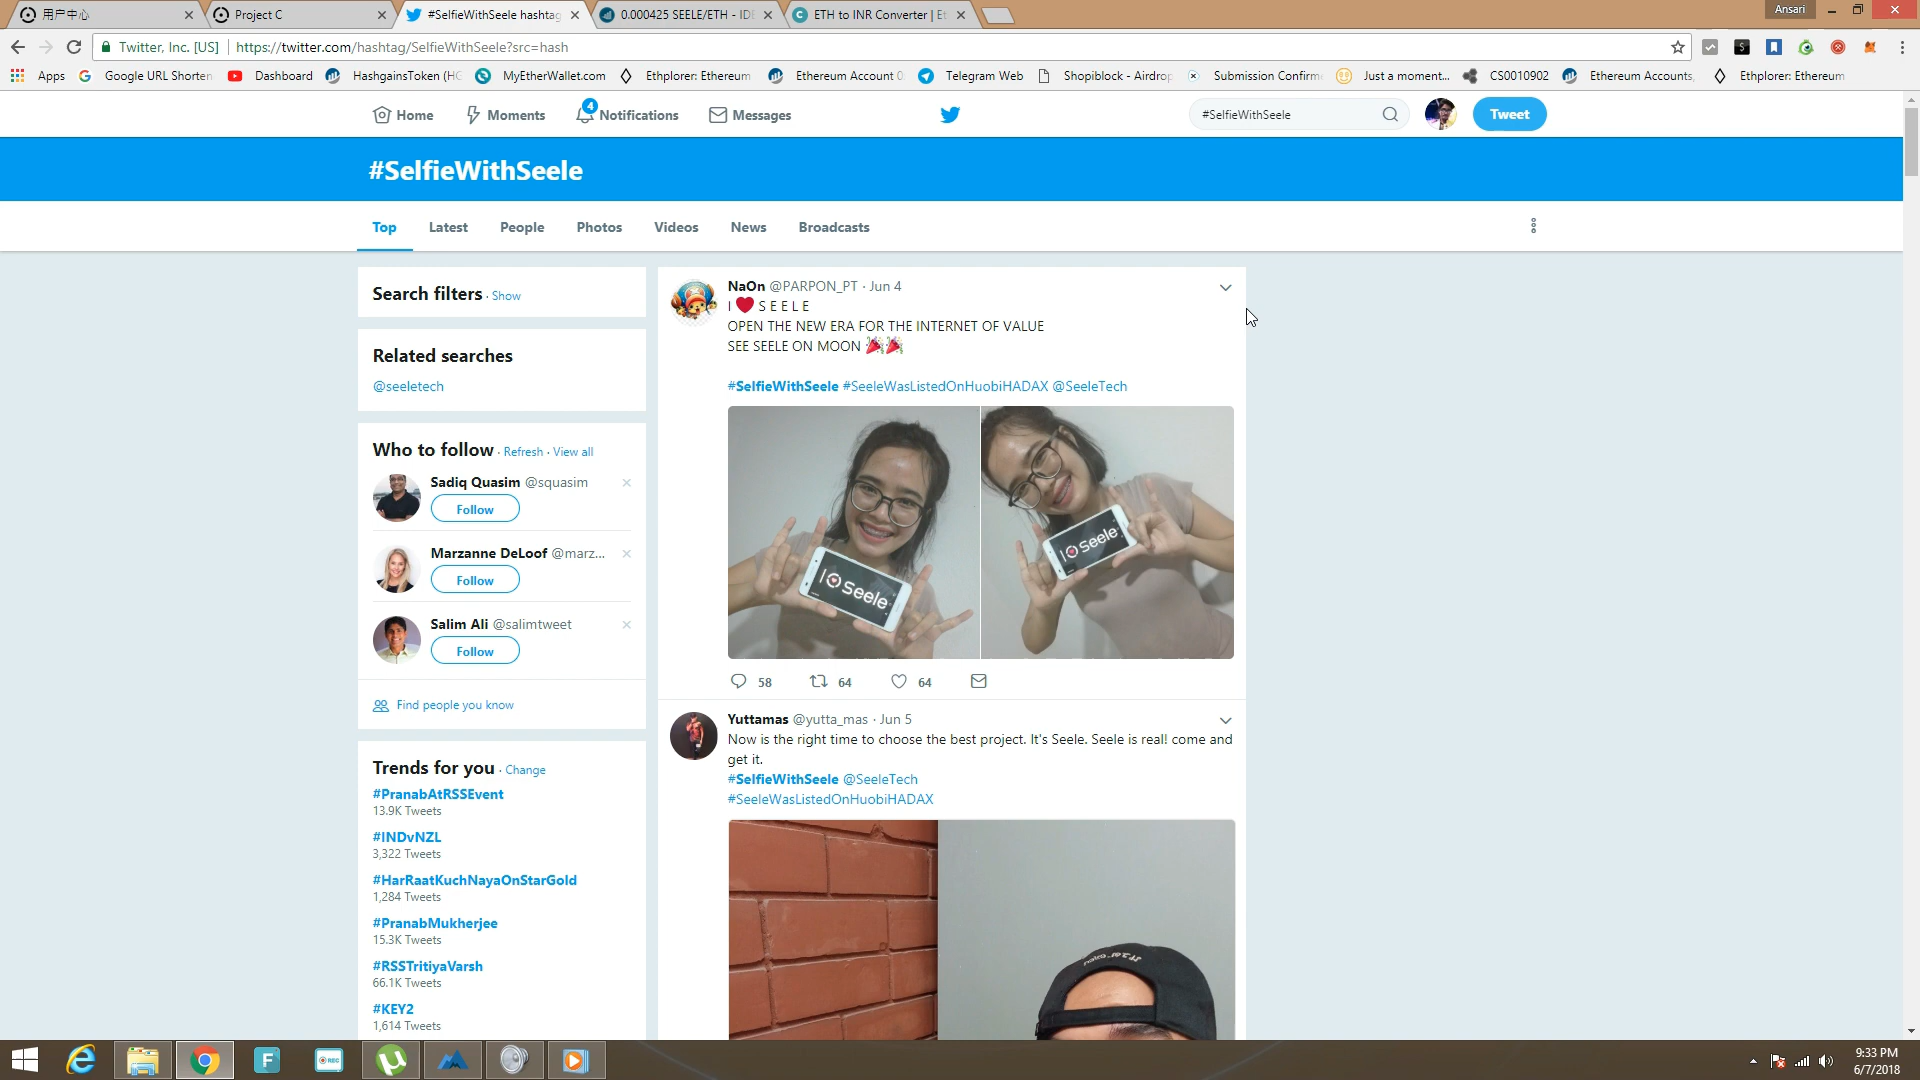 用户中心
Project C
#SelfieWithSeele hashtag
0.000425 SEELE/ETH - IDE
ETH to INR Converter | Et
Ansari
Twitter, Inc. [US]
https://twitter.com/hashtag/SelfieWithSeele?src=hash
Apps
Google URL Shorten
Dashboard
HashgainsToken (HG
MyEtherWallet.com
Ethplorer: Ethereum
Ethereum Account 0
Telegram Web
Shopiblock - Airdrop
Submission Confirm
Just a moment...
CS0010902
Ethereum Accounts,
Ethplorer: Ethereum
Home
Moments
4
Notifications
Messages
#SelfieWithSeele
Tweet
#SelfieWithSeele
Top
Latest
People
Photos
Videos
News
Broadcasts
Search filters · Show
Related searches
@seeletech
Who to follow · Refresh · View all
Sadiq Quasim @squasim
Follow
Marzanne DeLoof @marz...
Follow
Salim Ali @salimtweet
Follow
Find people you know
Trends for you · Change
#PranabAtRSSEvent
13.9K Tweets
#INDvNZL
3,322 Tweets
#HarRaatKuchNayaOnStarGold
1,284 Tweets
#PranabMukherjee
15.3K Tweets
#RSSTritiyaVarsh
66.1K Tweets
#KEY2
1,614 Tweets
NaOn @PARPON_PT · Jun 4
I ❤ S E E L E
OPEN THE NEW ERA FOR THE INTERNET OF VALUE
SEE SEELE ON MOON 🎉🎉
#SelfieWithSeele #SeeleWasListedOnHuobiHADAX @SeeleTech
I Seele
I Seele
58
64
64
Yuttamas @yutta_mas · Jun 5
Now is the right time to choose the best project. It's Seele. Seele is real! come and
get it.
#SelfieWithSeele @SeeleTech
#SeeleWasListedOnHuobiHADAX
F
REC
9:33 PM
6/7/2018